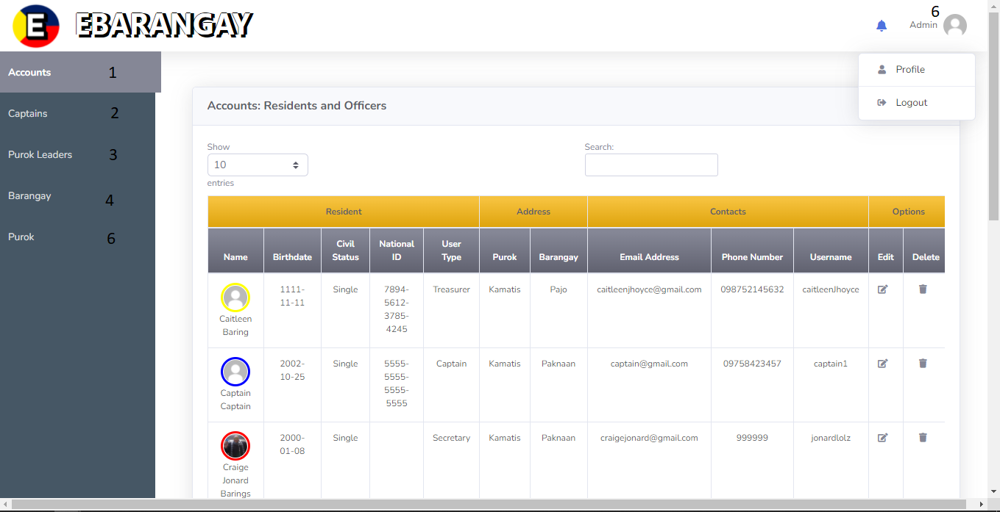 E EBARANGAY
6
Admin
Profile
Logout
Accounts 1
Captains 2
Purok Leaders 3
Barangay 4
Purok 6
Accounts: Residents and Officers
Show
10
entries
Search:
Resident Address Contacts Options
Name Birthdate Civil Status National ID User Type Purok Barangay Email Address Phone Number Username Edit Delete
Caitleen Baring 1111-11-11 Single 7894-5612-3785-4245 Treasurer Kamatis Pajo caitleenjhoyce@gmail.com 098752145632 caitleenJhoyce
Captain Captain 2002-10-25 Single 5555-5555-5555-5555 Captain Kamatis Paknaan captain@gmail.com 09758423457 captain1
Craige Jonard Barings 2000-01-08 Single Secretary Kamatis Paknaan craigejonard@gmail.com 999999 jonardlolz